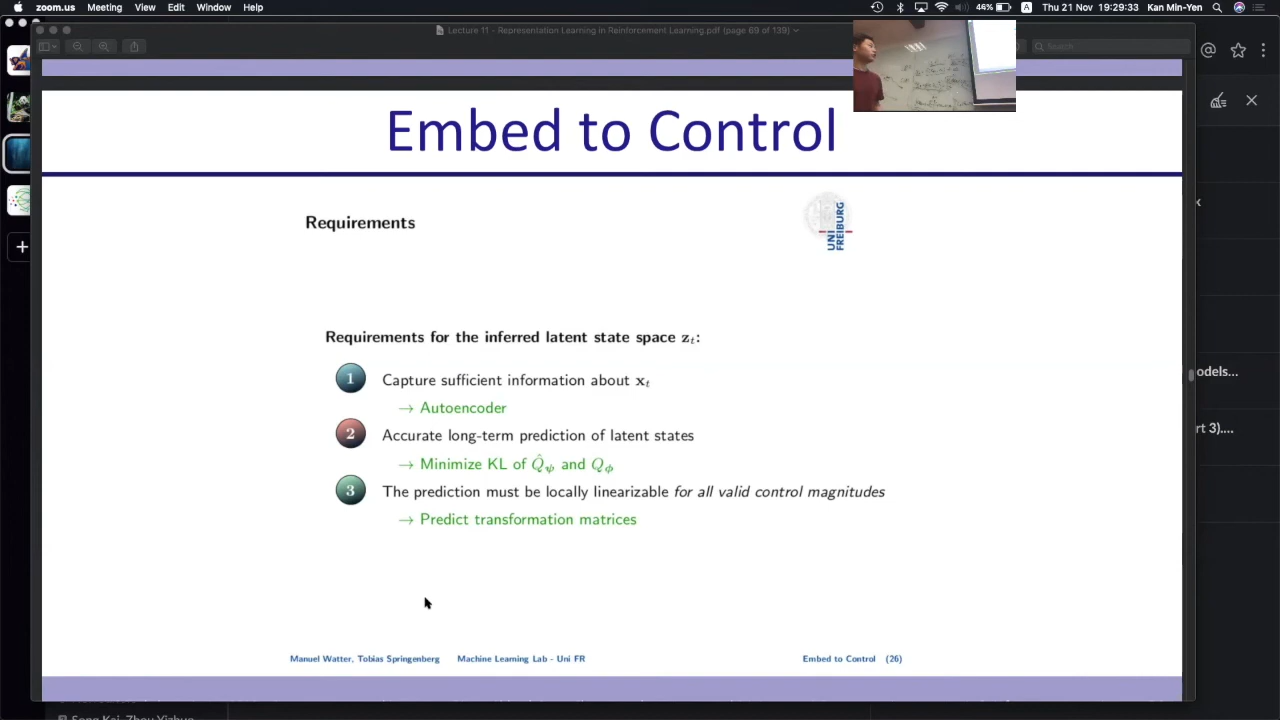 zoom.us Meeting View Edit Window Help 44% Thu 21 Nov 19:29:33 Kan Min-Yen
Lecture 11 - Representation Learning in Reinforcement Learning.pdf (page 69 of 139)
Search
Embed to Control
Requirements
UNI
FREIBURG
Requirements for the inferred latent state space zₜ:
1 Capture sufficient information about xₜ
→ Autoencoder
2 Accurate long-term prediction of latent states
→ Minimize KL of Q̂ψ and Qφ
3 The prediction must be locally linearizable for all valid control magnitudes
→ Predict transformation matrices
Manuel Watter, Tobias Springenberg Machine Learning Lab - Uni FR Embed to Control (26)
odels...
rt 3)....